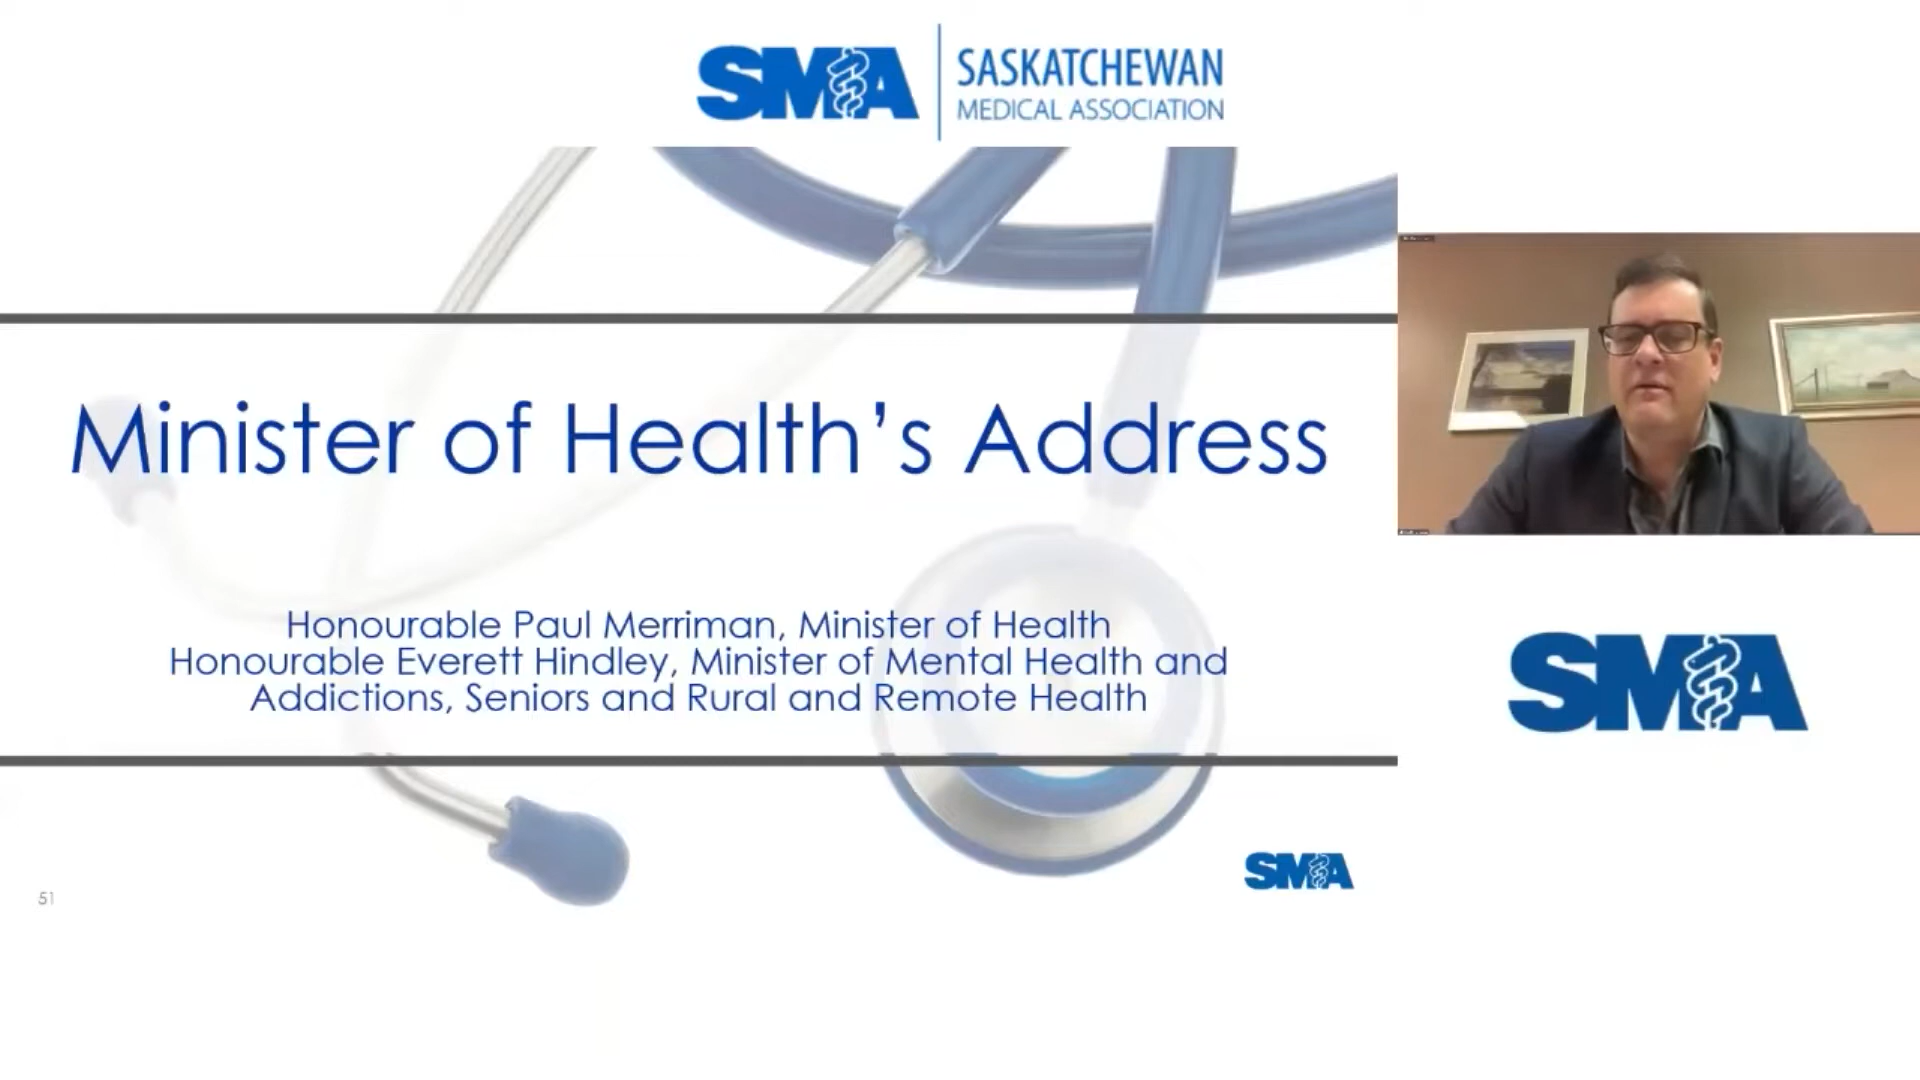 SMA
SASKATCHEWAN
MEDICAL ASSOCIATION
Minister of Health’s Address
Honourable Paul Merriman, Minister of Health
Honourable Everett Hindley, Minister of Mental Health and
Addictions, Seniors and Rural and Remote Health
SMA
SMA
51